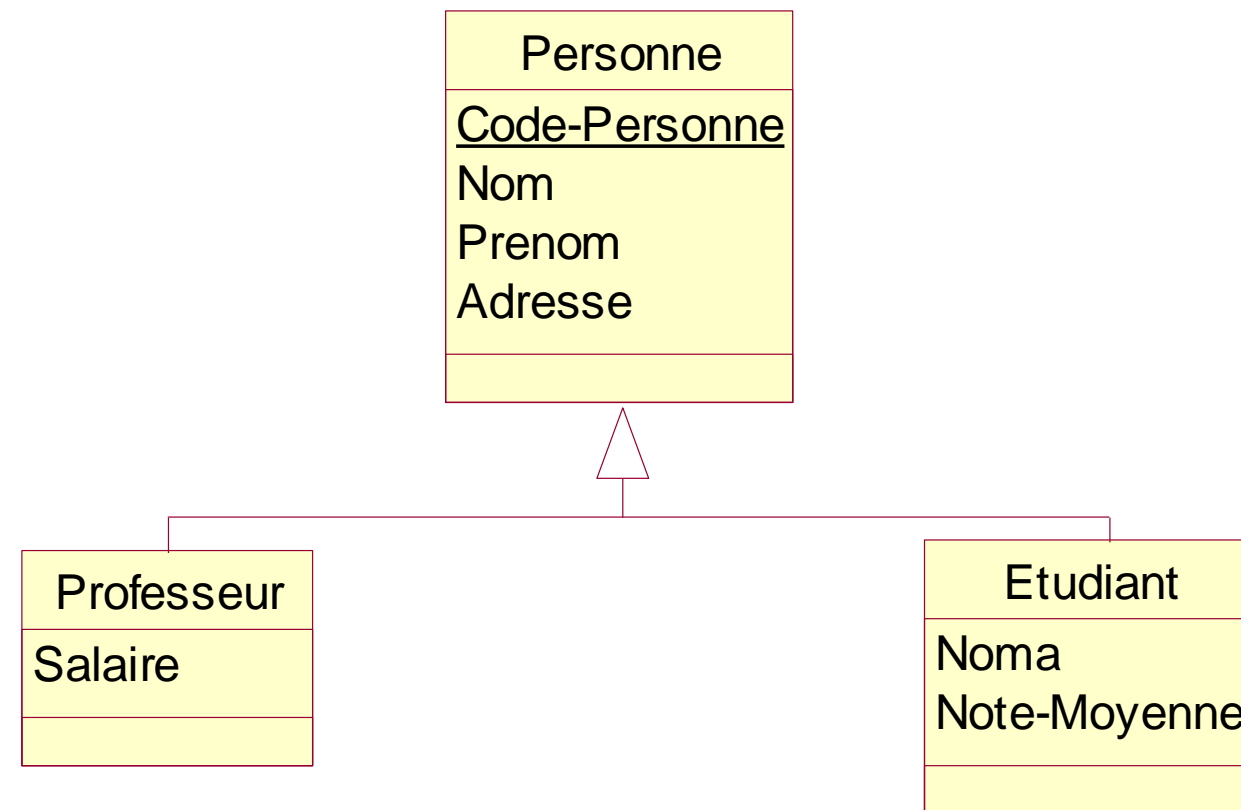 Personne
Code-Personne
Nom
Prenom
Adresse
Professeur
Salaire
Etudiant
Noma
Note-Moyenne